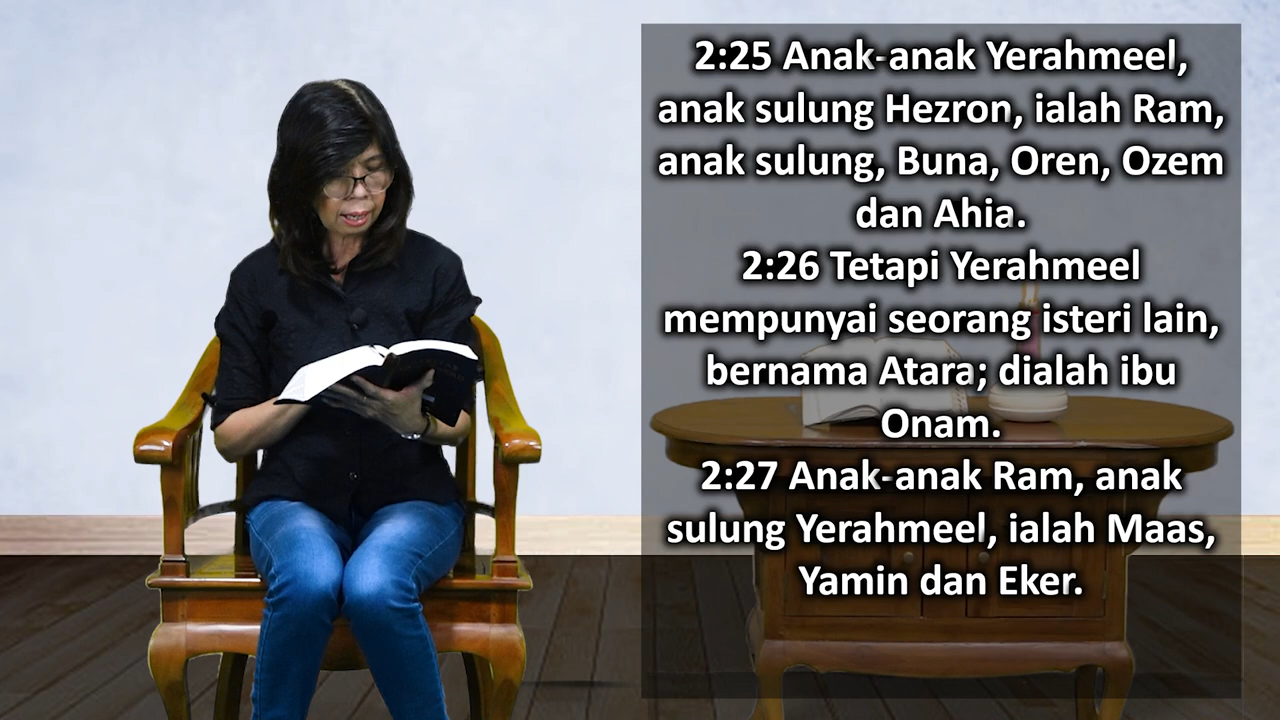 2:25 Anak-anak Yerahmeel,
anak sulung Hezron, ialah Ram,
anak sulung, Buna, Oren, Ozem
dan Ahia.
2:26 Tetapi Yerahmeel
mempunyai seorang isteri lain,
bernama Atara; dialah ibu
Onam.
2:27 Anak-anak Ram, anak
sulung Yerahmeel, ialah Maas,
Yamin dan Eker.